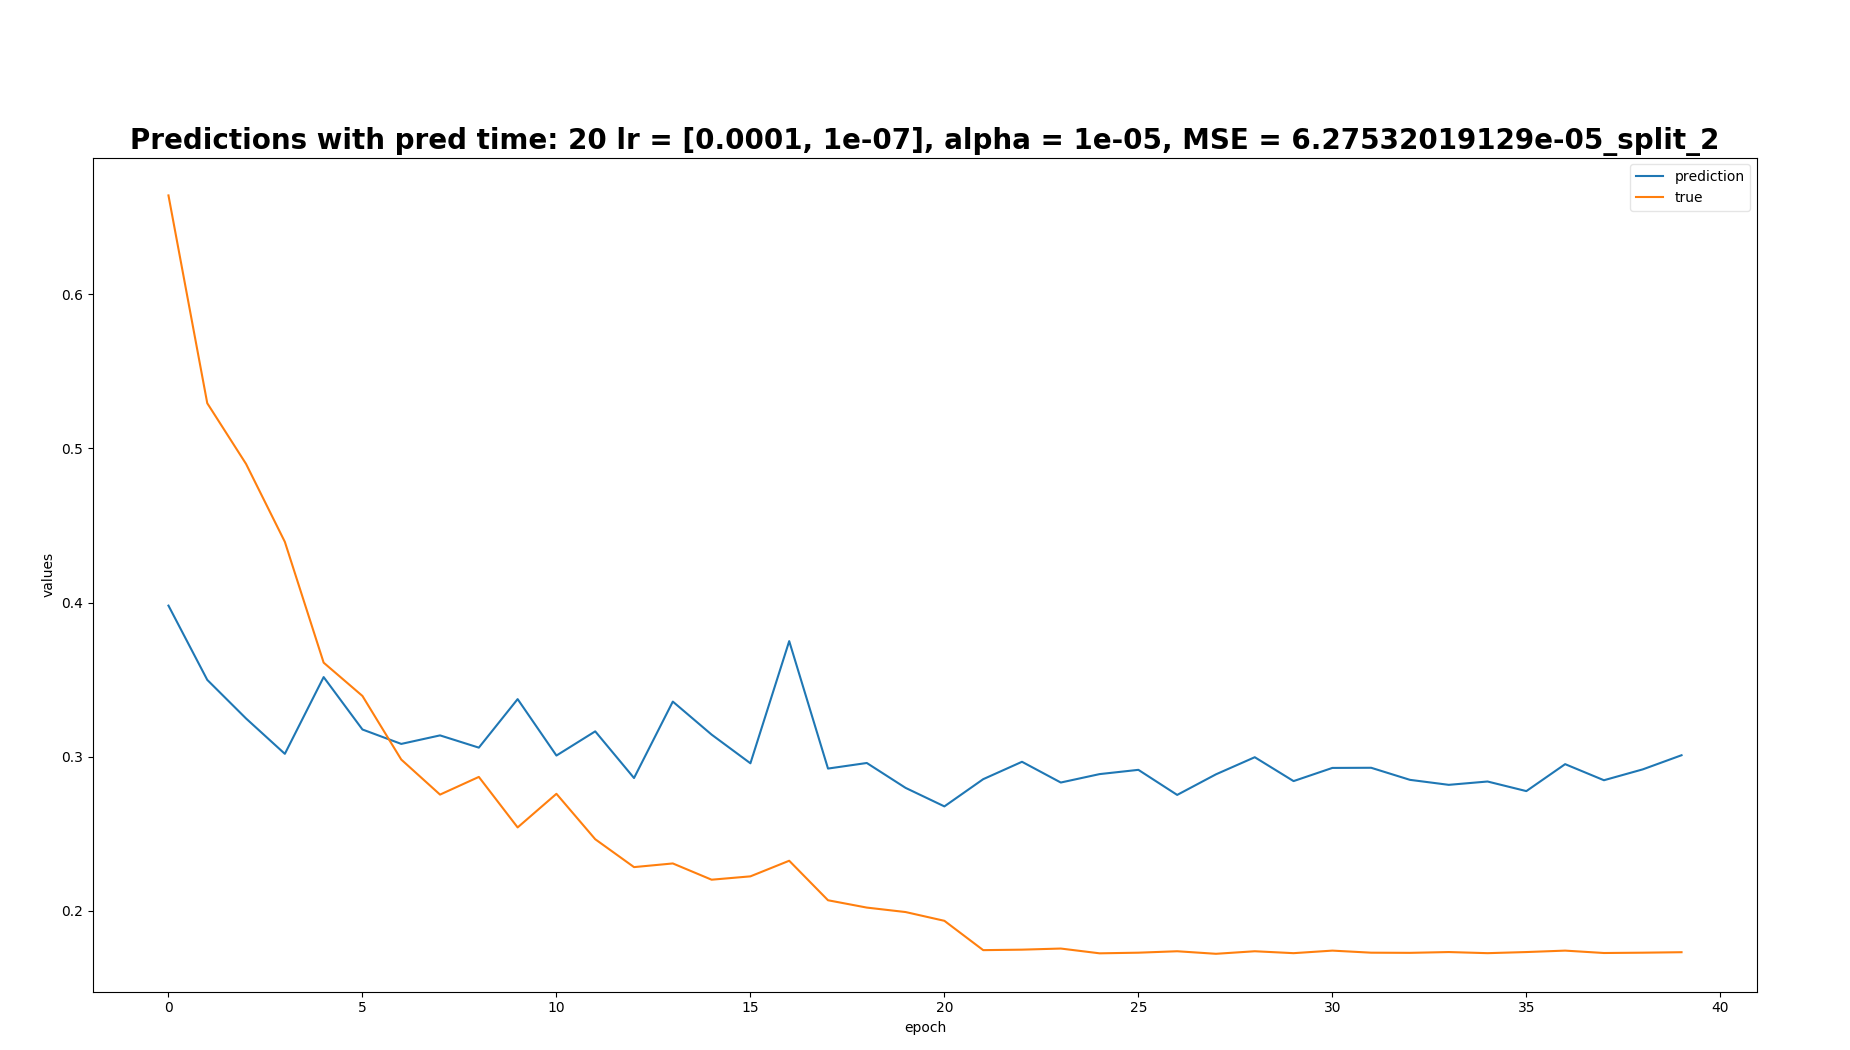 Predictions with pred time: 20 lr = [0.0001, 1e-07], alpha = 1e-05, MSE = 6.27532019129e-05_split_2
prediction
true
values
0.6
0.5
0.4
0.3
0.2
0 5 10 15 20 25 30 35 40
epoch